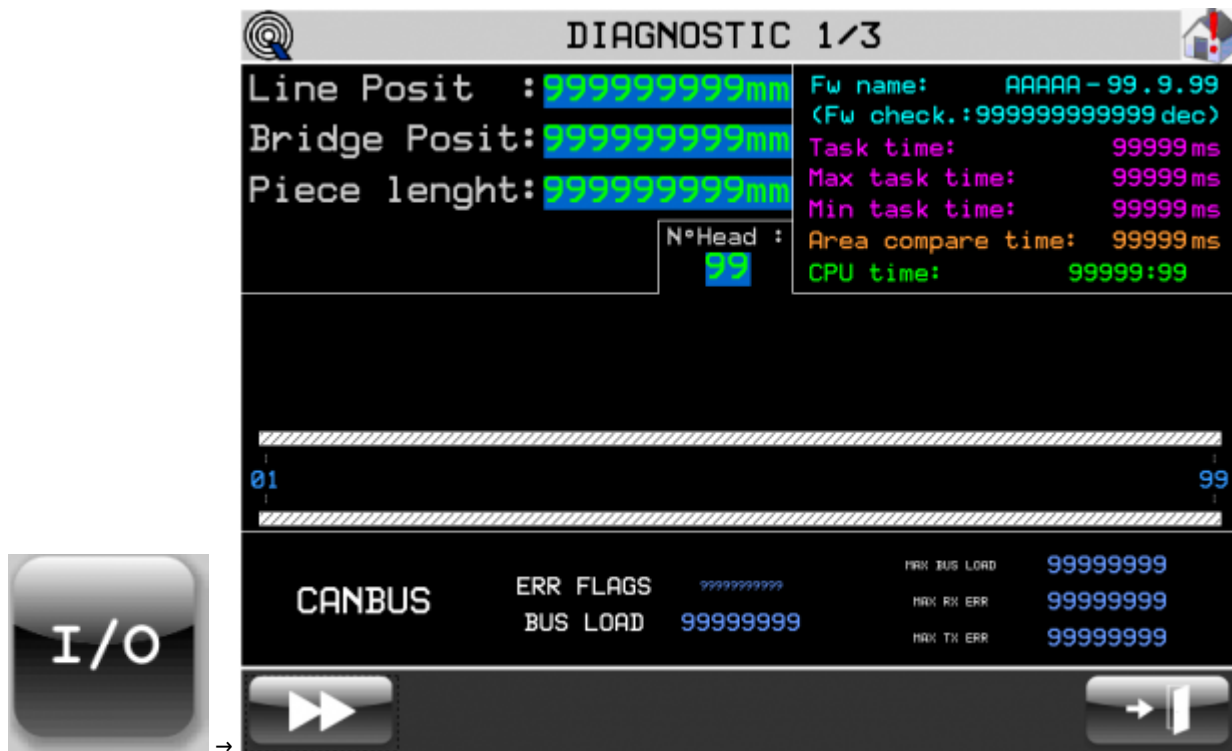 DIAGNOSTIC 1/3
Line Posit : 999999999mm
Bridge Posit: 999999999mm
Piece lenght: 999999999mm
N°Head :
99
Fw name: AAAAA-99.9.99
(Fw check.:999999999999 dec)
Task time: 99999 ms
Max task time: 99999 ms
Min task time: 99999 ms
Area compare time: 99999 ms
CPU time: 99999:99
01 99
CANBUS
ERR FLAGS 99999999999
BUS LOAD 99999999
MAX BUS LOAD 99999999
MAX RX ERR 99999999
MAX TX ERR 99999999
I/O →